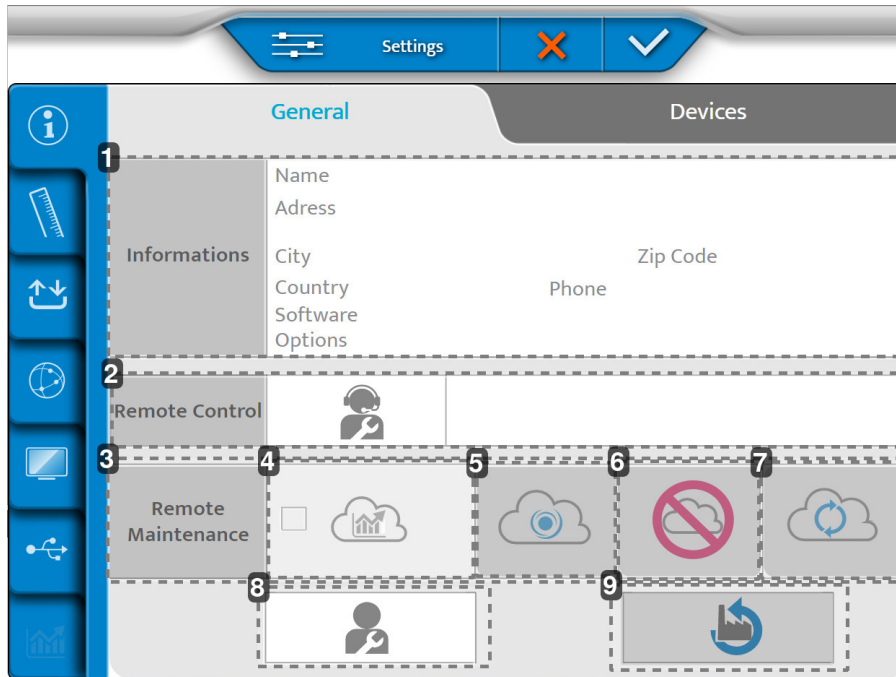 Settings
General Devices
1
Name
Adress
Informations
City Zip Code
Country Phone
Software
Options
2
Remote Control
3 4 5 6 7
Remote
Maintenance
8 9